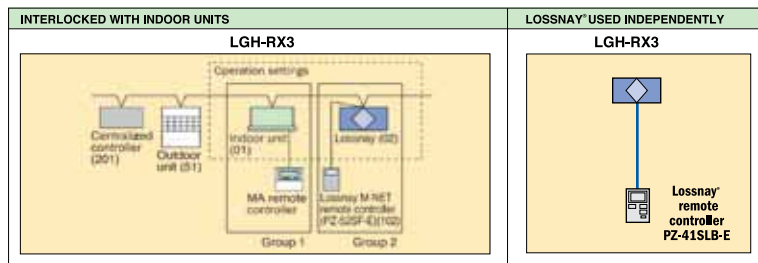 INTERLOCKED WITH INDOOR UNITS
LOSSNAY® USED INDEPENDENTLY
LGH-RX3
Operation settings
Centralized
controller
(201)
Outdoor
unit (51)
Indoor unit
(01)
Lossnay (02)
MA remote
controller
Lossnay M-NET
remote controller
(PZ-52SF-E)(102)
Group 1
Group 2
LGH-RX3
Lossnay®
remote
controller
PZ-41SLB-E